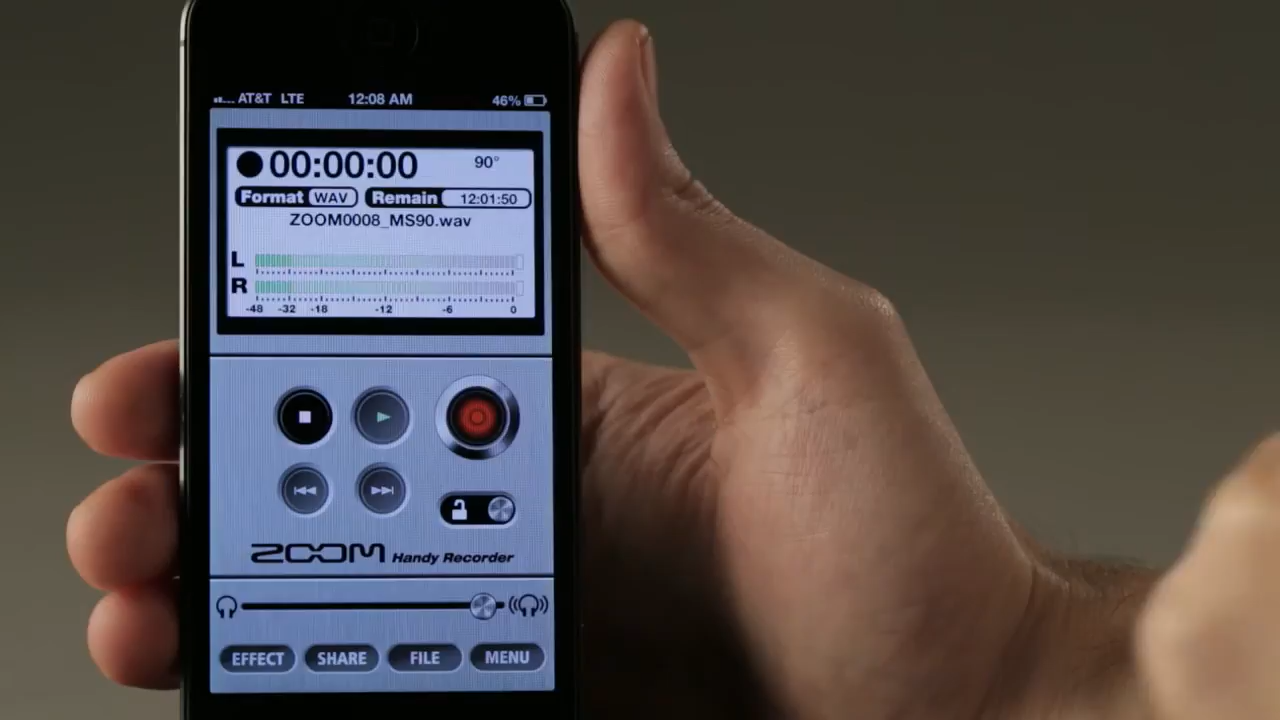 AT&T LTE 12:08 AM 46%
00:00:00 90°
Format WAV Remain 12:01:50
ZOOM0008_MS90.wav
L
R
-48 -32 -18 -12 -6 0
ZOOM Handy Recorder
EFFECT SHARE FILE MENU